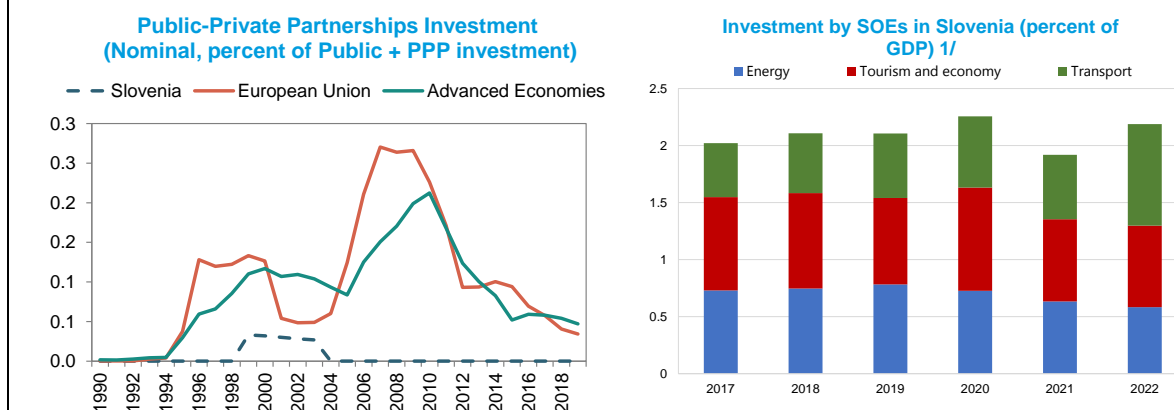 Public-Private Partnerships Investment
(Nominal, percent of Public + PPP investment)
Slovenia European Union Advanced Economies
0.3
0.3
0.2
0.2
0.1
0.1
0.0
1990 1992 1994 1996 1998 2000 2002 2004 2006 2008 2010 2012 2014 2016 2018
Investment by SOEs in Slovenia (percent of
GDP) 1/
Energy Tourism and economy Transport
2.5
2
1.5
1
0.5
0
2017 2018 2019 2020 2021 2022